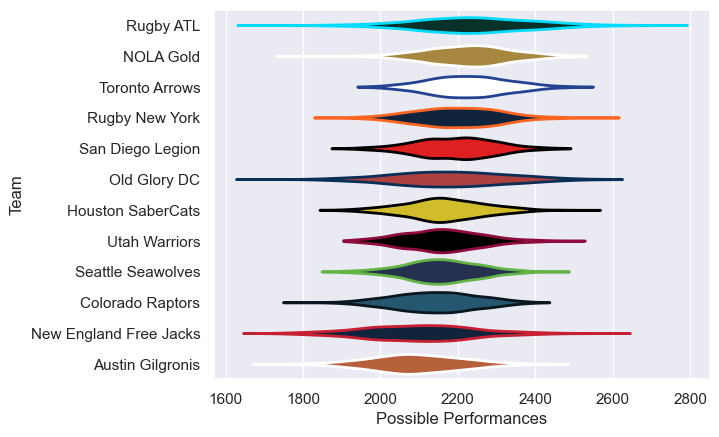 Rugby ATL
NOLA Gold
Toronto Arrows
Rugby New York
San Diego Legion
Old Glory DC
Houston SaberCats
Utah Warriors
Seattle Seawolves
Colorado Raptors
New England Free Jacks
Austin Gilgronis
Team
1600 1800 2000 2200 2400 2600 2800
Possible Performances